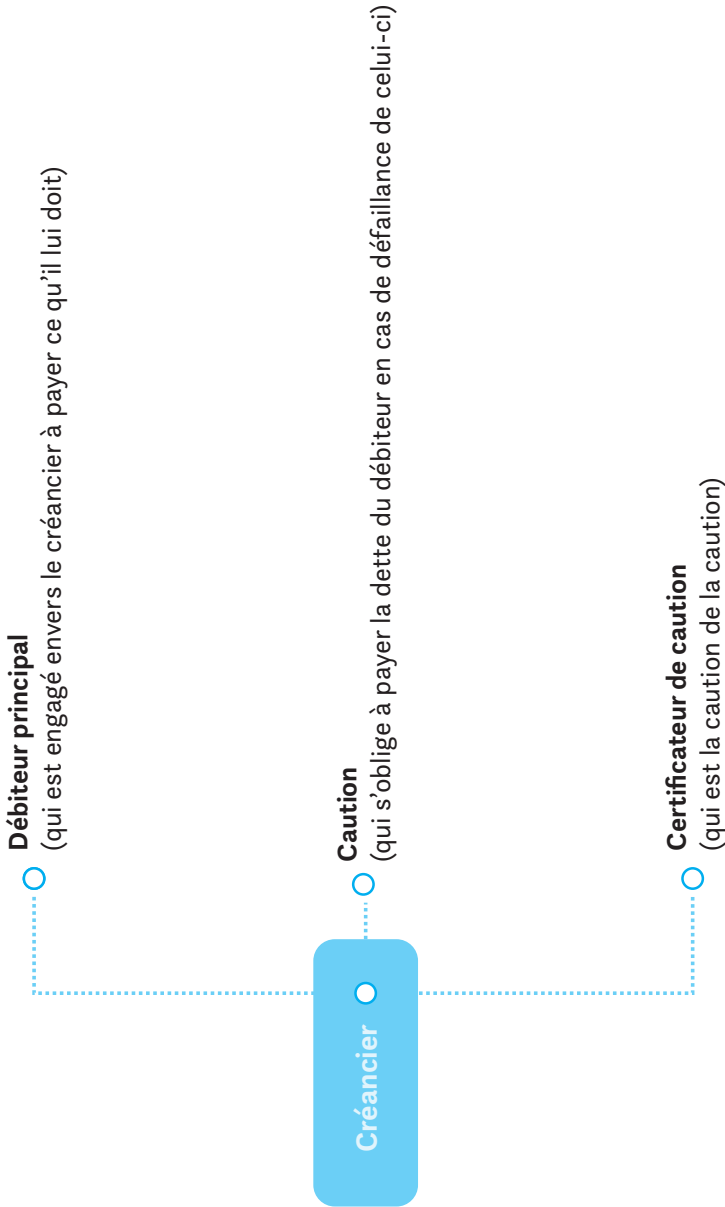 Créancier
Débiteur principal
(qui est engagé envers le créancier à payer ce qu’il lui doit)
Caution
(qui s’oblige à payer la dette du débiteur en cas de défaillance de celui-ci)
Certificateur de caution
(qui est la caution de la caution)